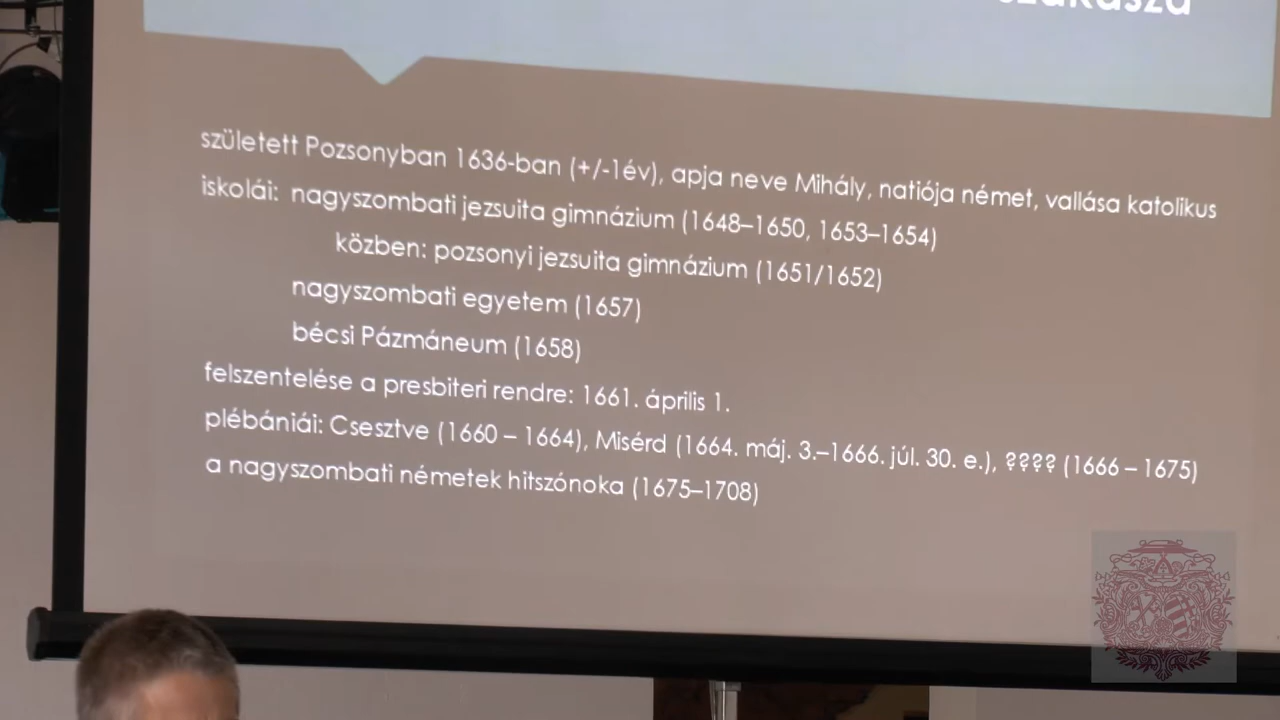 született Pozsonyban 1636-ban (+/-1év), apja neve Mihály, natiója német, vallása katolikus
iskolái: nagyszombati jezsuita gimnázium (1648–1650, 1653–1654)
közben: pozsonyi jezsuita gimnázium (1651/1652)
nagyszombati egyetem (1657)
bécsi Pázmáneum (1658)
felszentelése a presbiteri rendre: 1661. április 1.
plébániái: Csesztve (1660 – 1664), Misérd (1664. máj. 3.–1666. júl. 30. e.), ???? (1666 – 1675)
a nagyszombati németek hitszónoka (1675–1708)